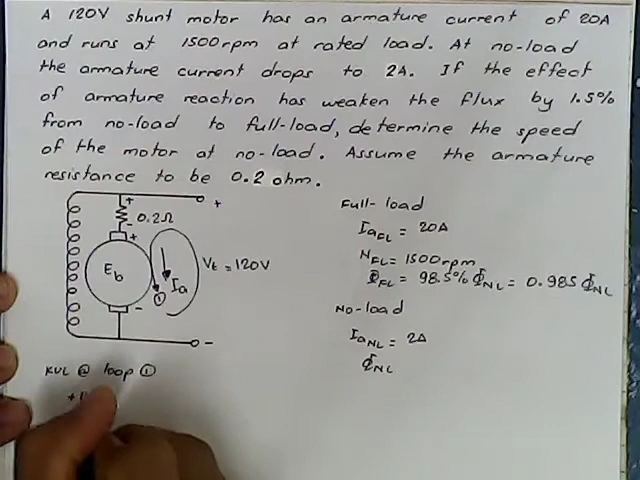 A 120V shunt motor has an armature current of 20A
and runs at 1500rpm at rated load. At no-load
the armature current drops to 2A. If the effect
of armature reaction has weaken the flux by 1.5%
from no-load to full-load, determine the speed
of the motor at no-load. Assume the armature
resistance to be 0.2 ohm.
+
+
0.2Ω
-
+
Eb
Ia
①
Vt = 120V
-
-
Full-load
IaFL = 20A
NFL = 1500rpm
ΦFL = 98.5% ΦNL = 0.985 ΦNL
No-load
IaNL = 2A
ΦNL
KVL @ loop ①